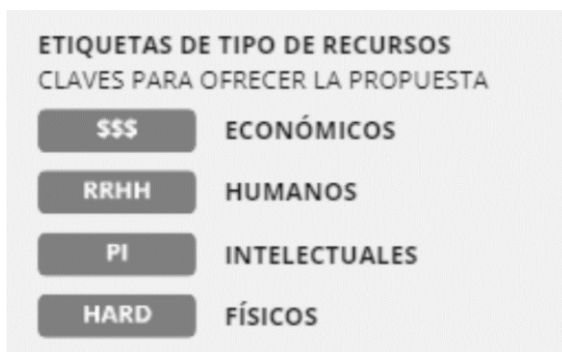 ETIQUETAS DE TIPO DE RECURSOS
CLAVES PARA OFRECER LA PROPUESTA
$$$ ECONÓMICOS
RRHH HUMANOS
PI INTELECTUALES
HARD FÍSICOS